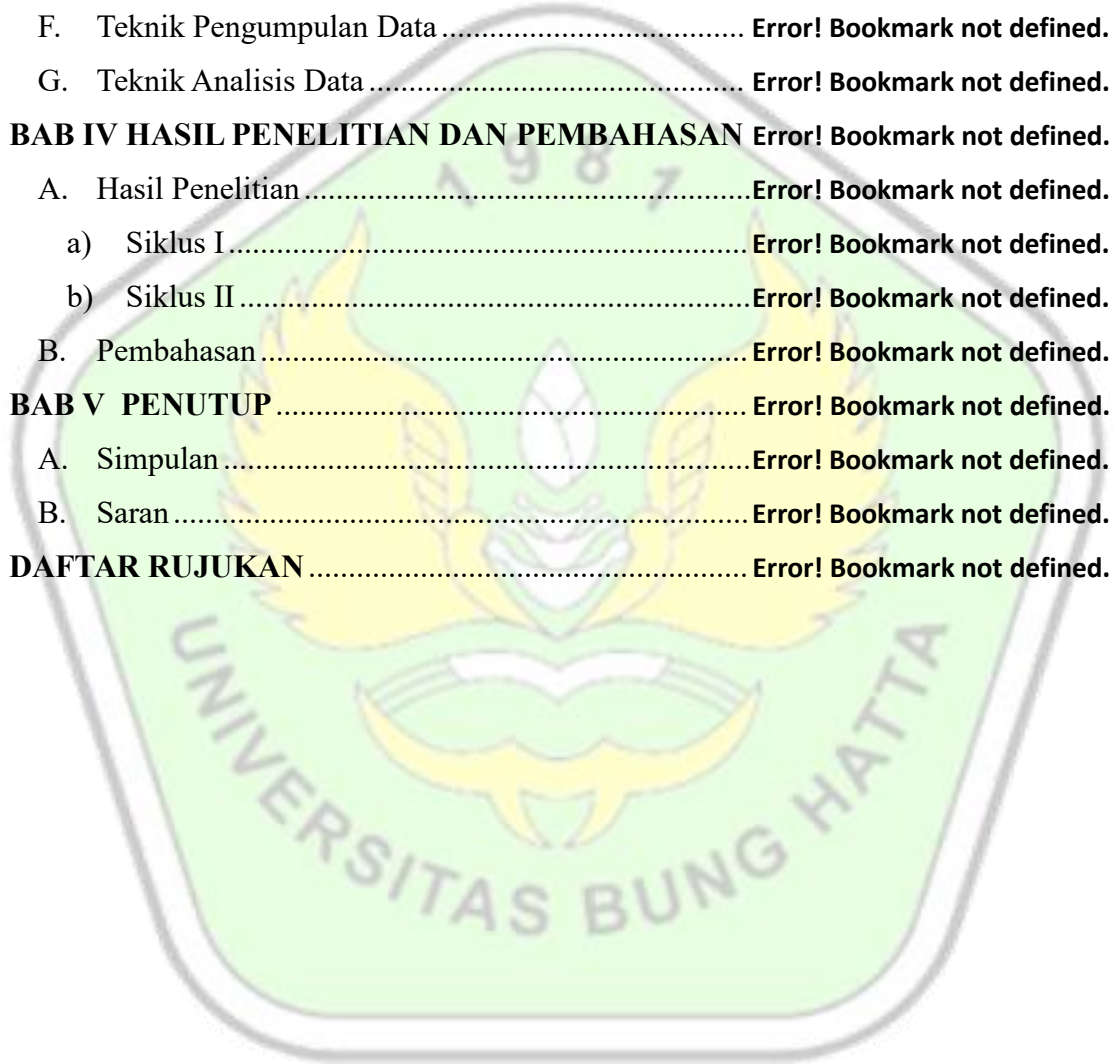 F. Teknik Pengumpulan Data ................................ Error! Bookmark not defined.
G. Teknik Analisis Data ........................................ Error! Bookmark not defined.
BAB IV HASIL PENELITIAN DAN PEMBAHASAN Error! Bookmark not defined.
A. Hasil Penelitian ................................................ Error! Bookmark not defined.
a) Siklus I ........................................................ Error! Bookmark not defined.
b) Siklus II ....................................................... Error! Bookmark not defined.
B. Pembahasan .................................................... Error! Bookmark not defined.
BAB V PENUTUP .................................................. Error! Bookmark not defined.
A. Simpulan ......................................................... Error! Bookmark not defined.
B. Saran .............................................................. Error! Bookmark not defined.
DAFTAR RUJUKAN .............................................. Error! Bookmark not defined.
1981
UNIVERSITAS BUNG HATTA